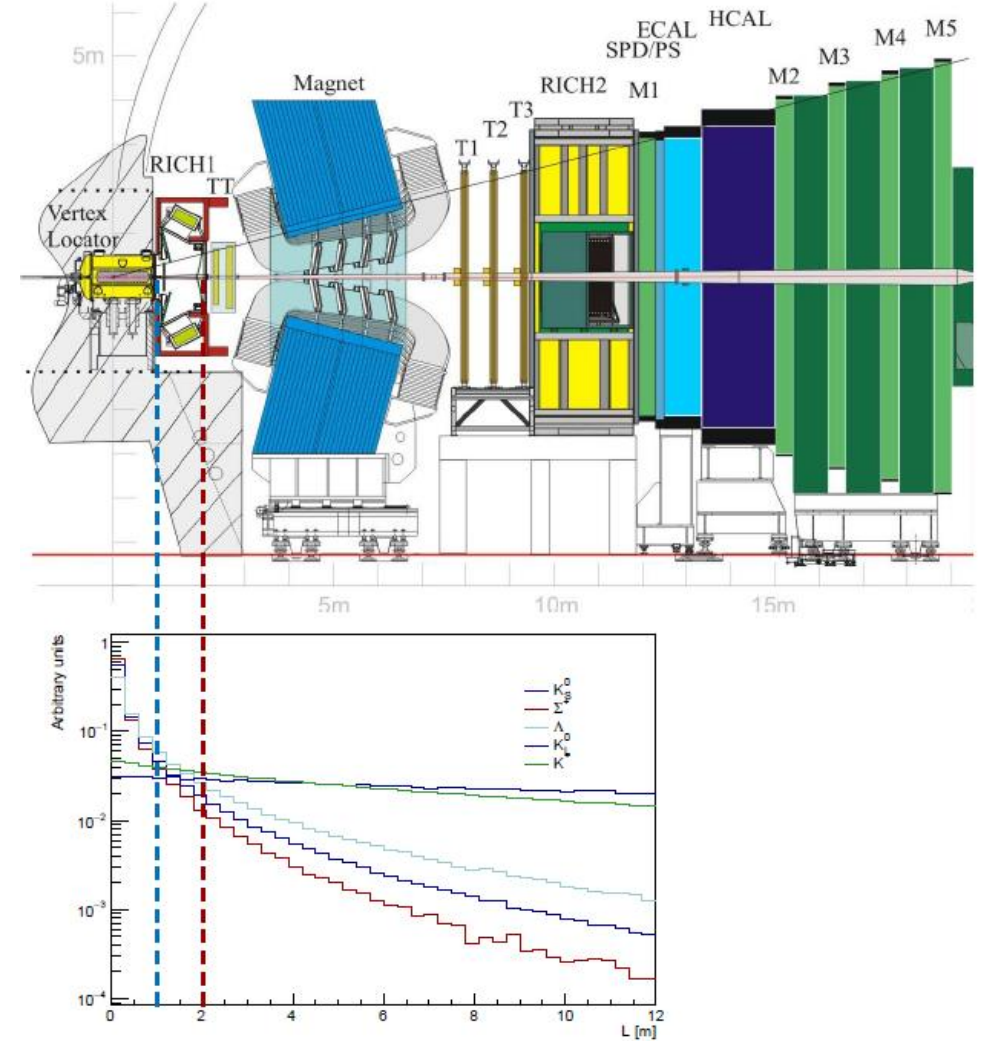 HCAL
ECAL
M5
SPD/PS
M4
5m
M3
Magnet
RICH2
M2
M1
T3
T2
T1
RICH1
TT
Vertex
Locator
5m
10m
15m
Arbitrary units
1
10⁻¹
10⁻²
10⁻³
10⁻⁴
K⁰S
Σ⁺
Λ
K⁰L
K
0
2
4
6
8
10
12
L [m]